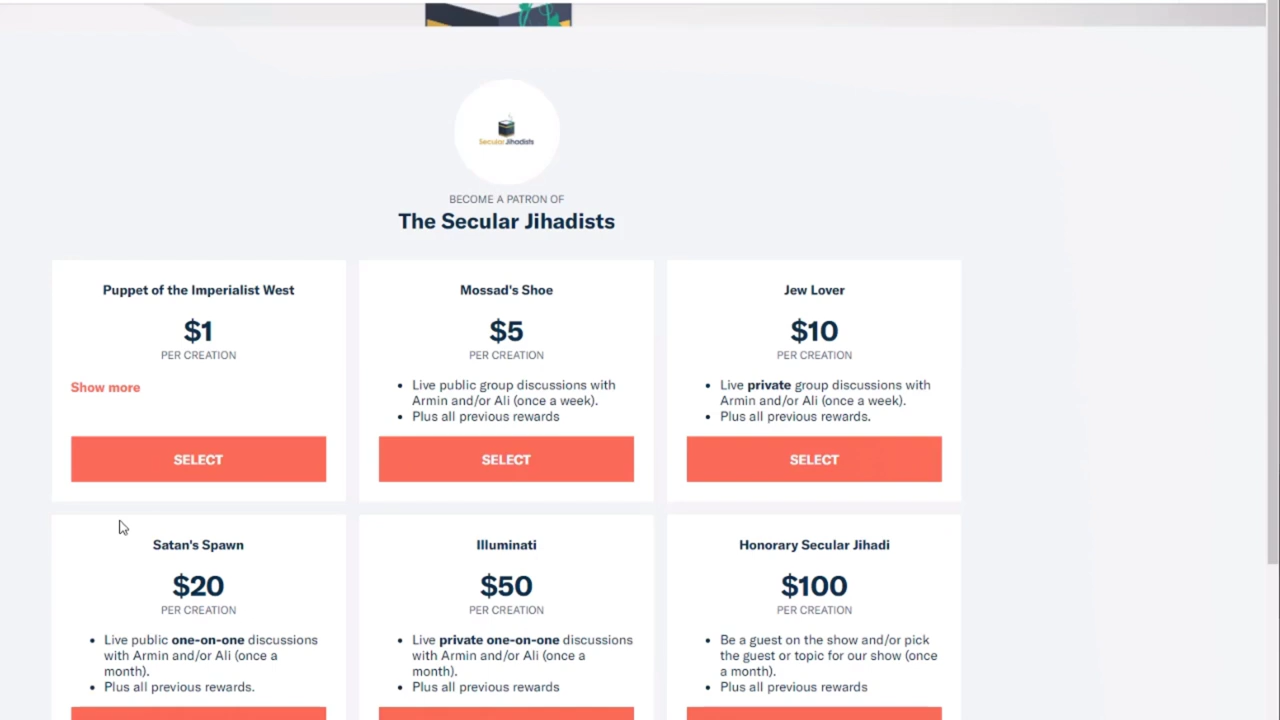 Secular Jihadists
BECOME A PATRON OF
The Secular Jihadists
Puppet of the Imperialist West
$1
PER CREATION
Show more
SELECT
Mossad's Shoe
$5
PER CREATION
• Live public group discussions with
Armin and/or Ali (once a week).
• Plus all previous rewards
SELECT
Jew Lover
$10
PER CREATION
• Live private group discussions with
Armin and/or Ali (once a week).
• Plus all previous rewards.
SELECT
Satan's Spawn
$20
PER CREATION
• Live public one-on-one discussions
with Armin and/or Ali (once a
month).
• Plus all previous rewards.
Illuminati
$50
PER CREATION
• Live private one-on-one discussions
with Armin and/or Ali (once a
month).
• Plus all previous rewards
Honorary Secular Jihadi
$100
PER CREATION
• Be a guest on the show and/or pick
the guest or topic for our show (once
a month).
• Plus all previous rewards